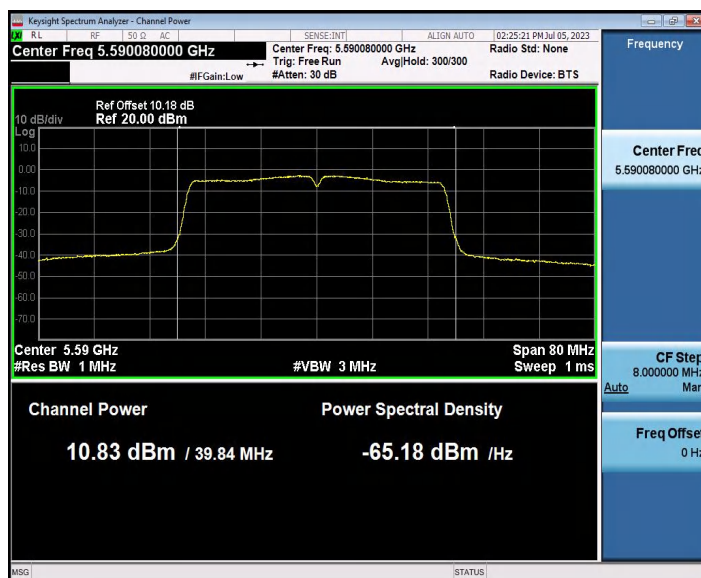 Keysight Spectrum Analyzer - Channel Power
LXI RL RF 50 Ω AC SENSE:INT ALIGN AUTO 02:25:21 PM Jul 05, 2023
Center Freq 5.590080000 GHz
Center Freq: 5.590080000 GHz
Radio Std: None
Trig: Free Run Avg|Hold: 300/300
#IFGain:Low #Atten: 30 dB
Radio Device: BTS
Frequency
Ref Offset 10.18 dB
10 dB/div Ref 20.00 dBm
Log
10.0
0.00
-10.0
-20.0
-30.0
-40.0
-50.0
-60.0
-70.0
Center 5.59 GHz Span 80 MHz
#Res BW 1 MHz #VBW 3 MHz Sweep 1 ms
Channel Power
Power Spectral Density
10.83 dBm / 39.84 MHz
-65.18 dBm /Hz
Center Freq
5.590080000 GHz
CF Step
8.000000 MHz
Auto Man
Freq Offset
0 Hz
MSG STATUS